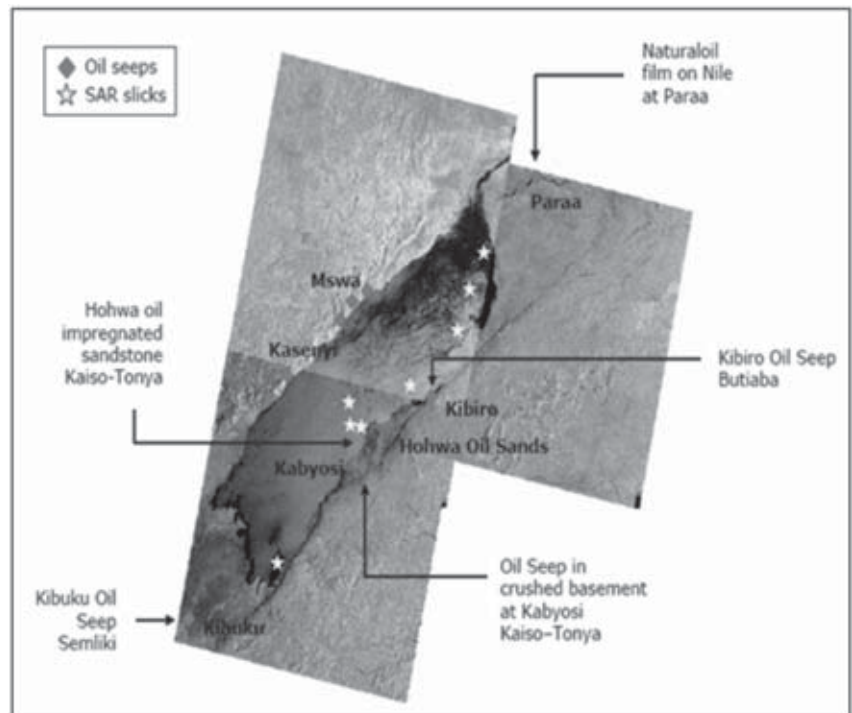 Oil seeps
SAR slicks
Naturaloil
film on Nile
at Paraa
Paraa
Mswa
Hohwa oil
impregnated
sandstone
Kaiso-Tonya
Kasenyi
Kibiro Oil Seep
Butiaba
Kibiro
Hohwa Oil Sands
Kabyosi
Oil Seep in
crushed basement
at Kabyosi
Kaiso-Tonya
Kibuku Oil
Seep
Semliki
Kibuku